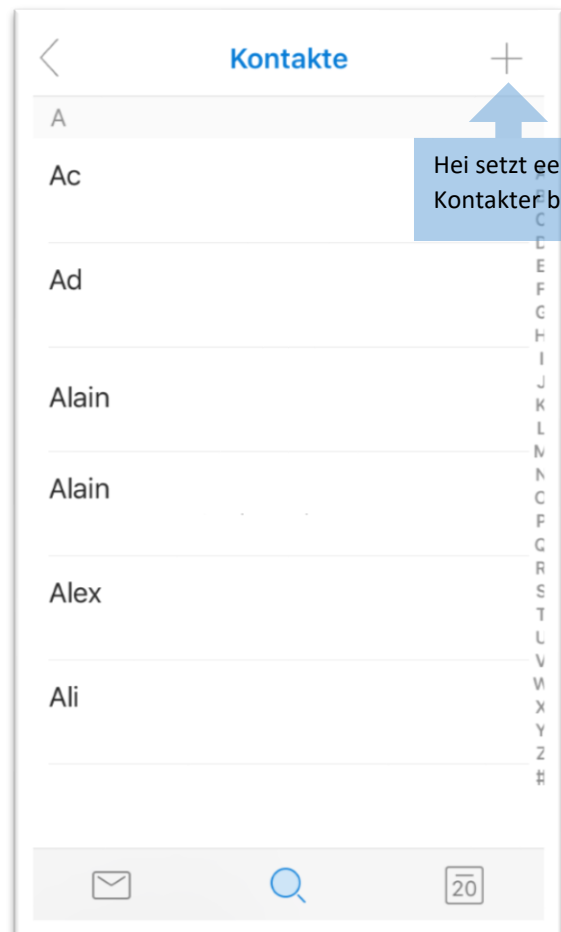 Kontakte
A
Ac
Hei setzt ee
Kontakter b
Ad
Alain
Alain
Alex
Ali
A
B
C
D
E
F
G
H
I
J
K
L
M
N
O
P
Q
R
S
T
U
V
W
X
Y
Z
#
20